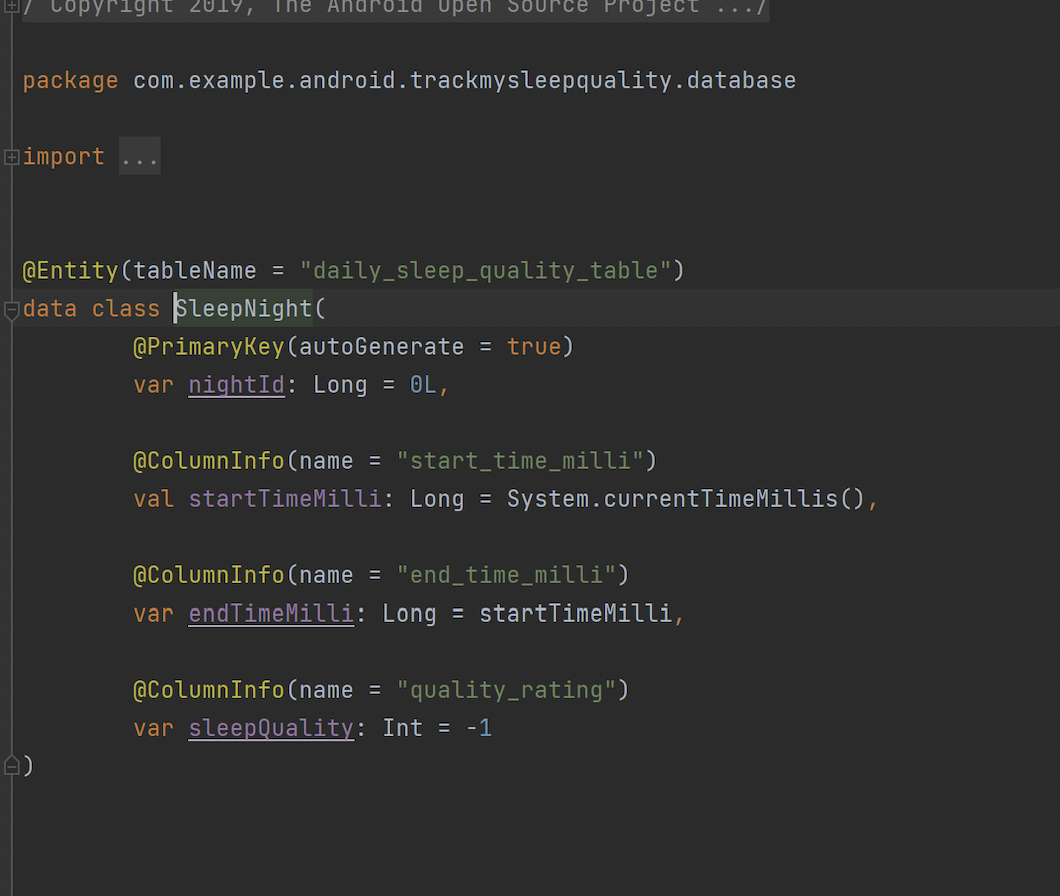 / Copyright 2019, The Android Open Source Project .../
package com.example.android.trackmysleepquality.database
import ...
@Entity(tableName = "daily_sleep_quality_table")
data class SleepNight(
@PrimaryKey(autoGenerate = true)
var nightId: Long = 0L,
@ColumnInfo(name = "start_time_milli")
val startTimeMilli: Long = System.currentTimeMillis(),
@ColumnInfo(name = "end_time_milli")
var endTimeMilli: Long = startTimeMilli,
@ColumnInfo(name = "quality_rating")
var sleepQuality: Int = -1
)